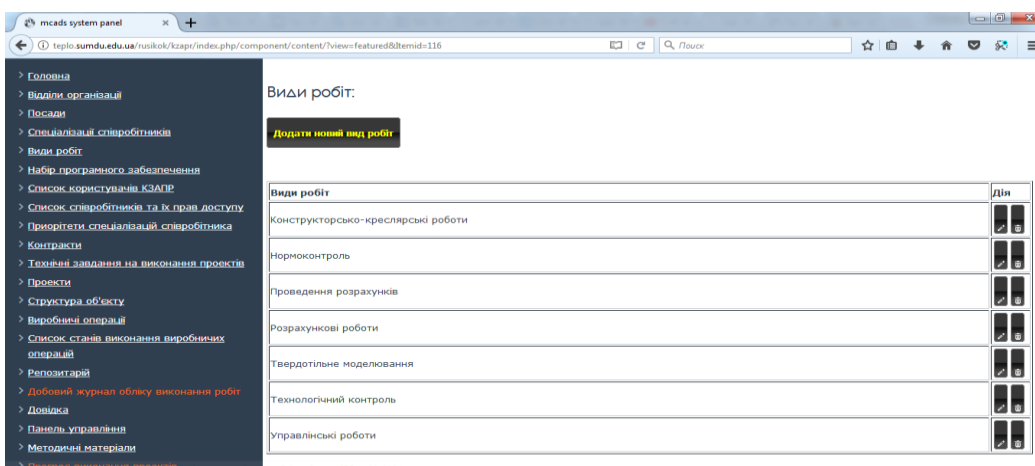 mcads system panel
teplo.sumdu.edu.ua/rusikok/kzapr/index.php/component/content/?view=featured&Itemid=116
Поиск
Головна
Відділи організації
Посади
Спеціалізації співробітників
Види робіт
Набір програмного забезпечення
Список користувачів КЗАПР
Список співробітників та їх прав доступу
Приорітети спеціалізацій співробітника
Контракти
Технічні завдання на виконання проектів
Проекти
Структура об'єкту
Виробничі операції
Список станів виконання виробничих
операцій
Репозитарій
Добовий журнал обліку виконання робіт
Довідка
Панель управління
Методичні матеріали
Види робіт:
Додати новий вид робіт
Види робіт Дія
Конструкторсько-креслярські роботи
Нормоконтроль
Проведення розрахунків
Розрахункові роботи
Твердотільне моделювання
Технологічний контроль
Управлінські роботи